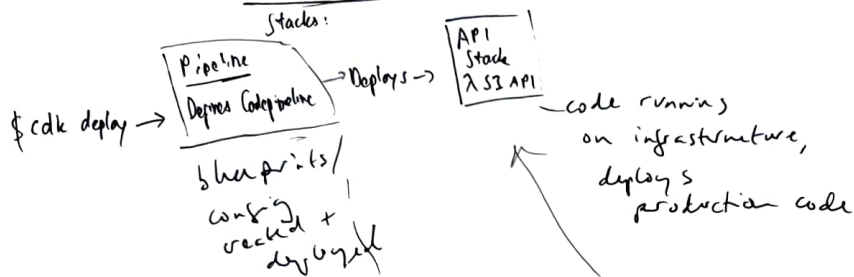 Stacks:
$ cdk deploy →
Pipeline
Defines Codepipeline
→ Deploys →
API
Stack
λ S3 API
blueprints/
config
created +
deployed
code running
on infrastructure,
deploys
production code